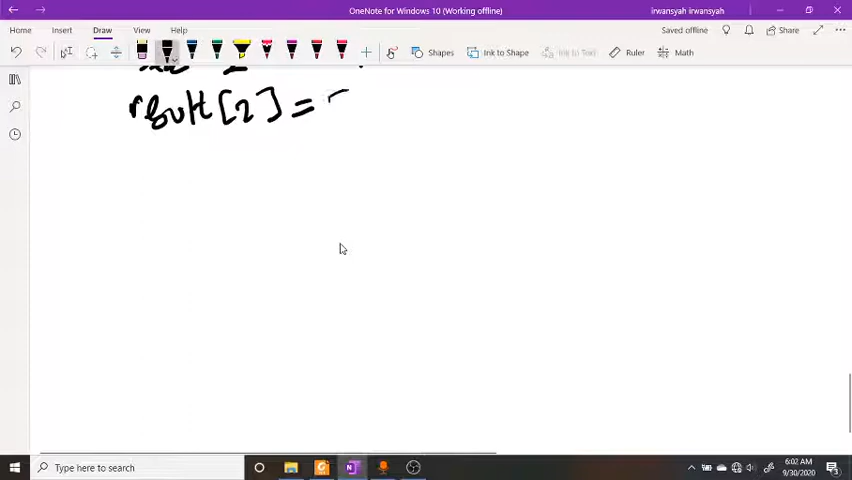 OneNote for Windows 10 (Working offline)
irwansyah irwansyah
Home Insert Draw View Help
Saved offline
Share
Shapes Ink to Shape Ink to Text Ruler Math
result[2] =
Type here to search
6:02 AM
9/30/2020